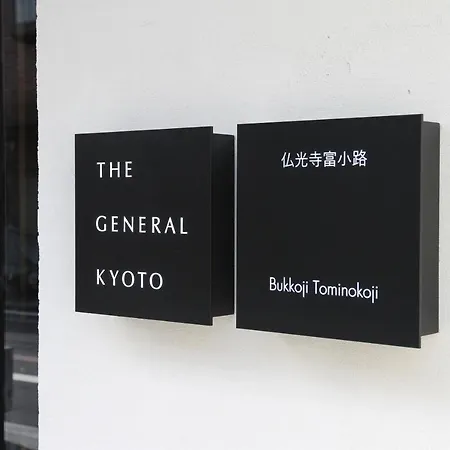 THE
GENERAL
KYOTO
仏光寺富小路
Bukkoji Tominokoji